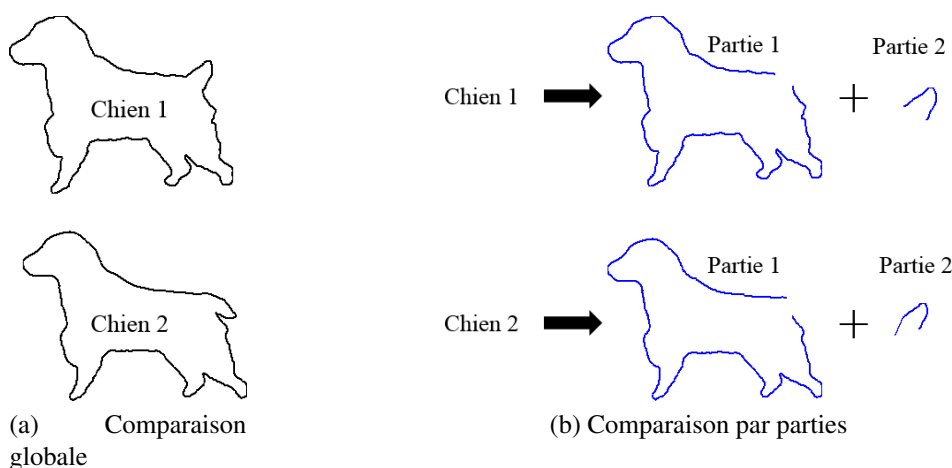 Chien 1
Chien 1
Partie 1
Partie 2
Chien 2
Chien 2
Partie 1
Partie 2
(a) Comparaison
globale
(b) Comparaison par parties